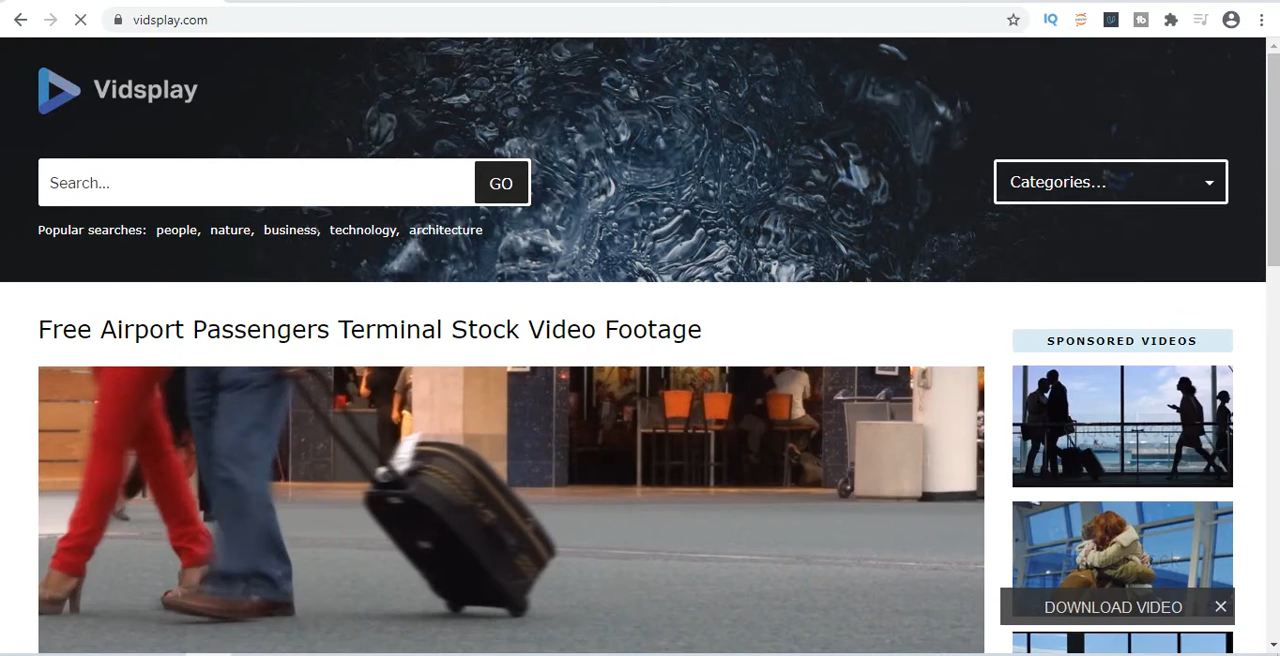 vidsplay.com
IQ
Vidsplay
Search...
GO
Categories...
Popular searches: people, nature, business, technology, architecture
Free Airport Passengers Terminal Stock Video Footage
SPONSORED VIDEOS
DOWNLOAD VIDEO